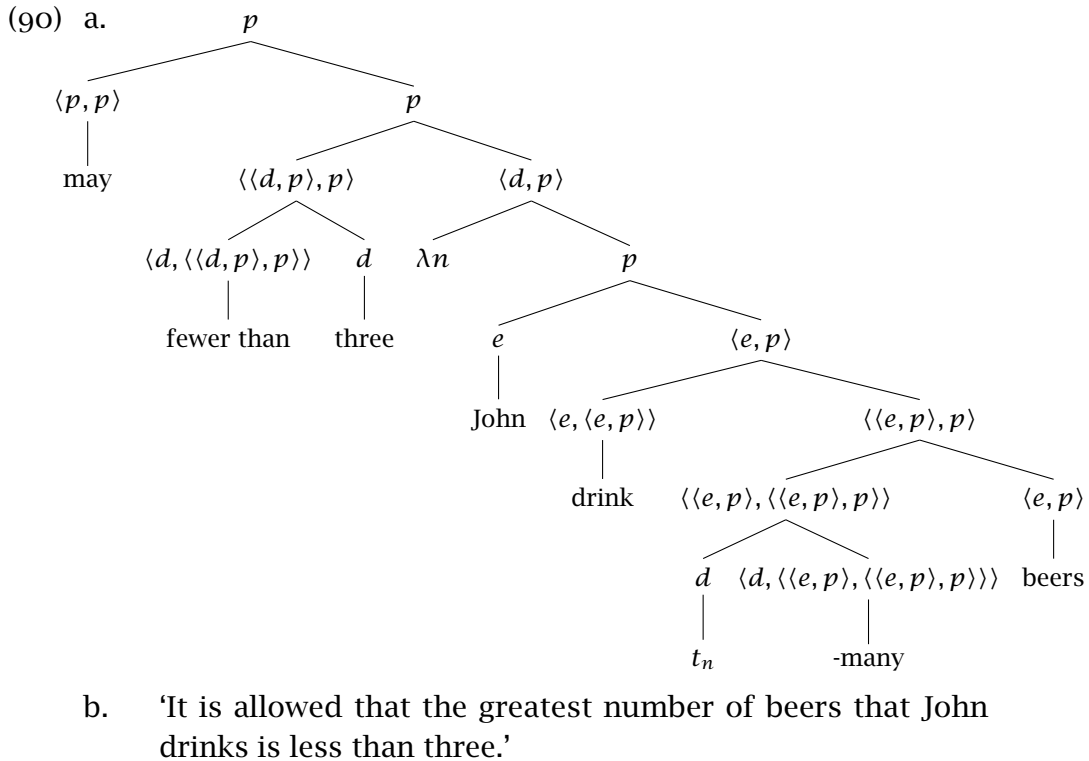 (90) a. p
⟨p, p⟩ p
may ⟨⟨d, p⟩, p⟩ ⟨d, p⟩
⟨d, ⟨⟨d, p⟩, p⟩⟩ d λn p
fewer than three e ⟨e, p⟩
John ⟨e, ⟨e, p⟩⟩ ⟨⟨e, p⟩, p⟩
drink ⟨⟨e, p⟩, ⟨⟨e, p⟩, p⟩⟩ ⟨e, p⟩
d ⟨d, ⟨⟨e, p⟩, ⟨⟨e, p⟩, p⟩⟩⟩ beers
tₙ -many
b. ‘It is allowed that the greatest number of beers that John
drinks is less than three.’